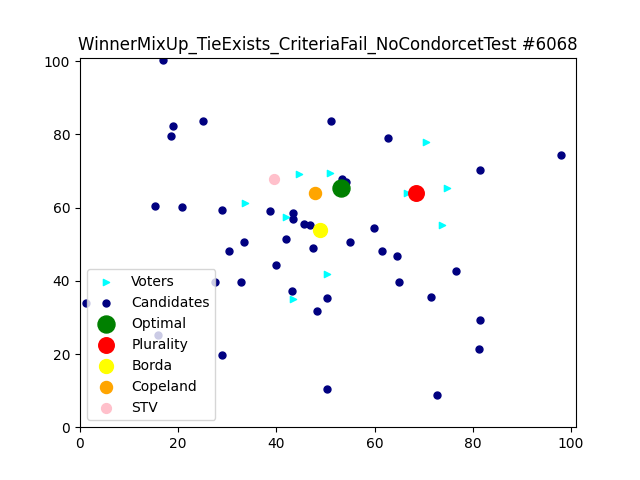 WinnerMixUp_TieExists_CriteriaFail_NoCondorcetTest #6068
100
80
60
40
20
0
Voters
Candidates
Optimal
Plurality
Borda
Copeland
STV
0 20 40 60 80 100